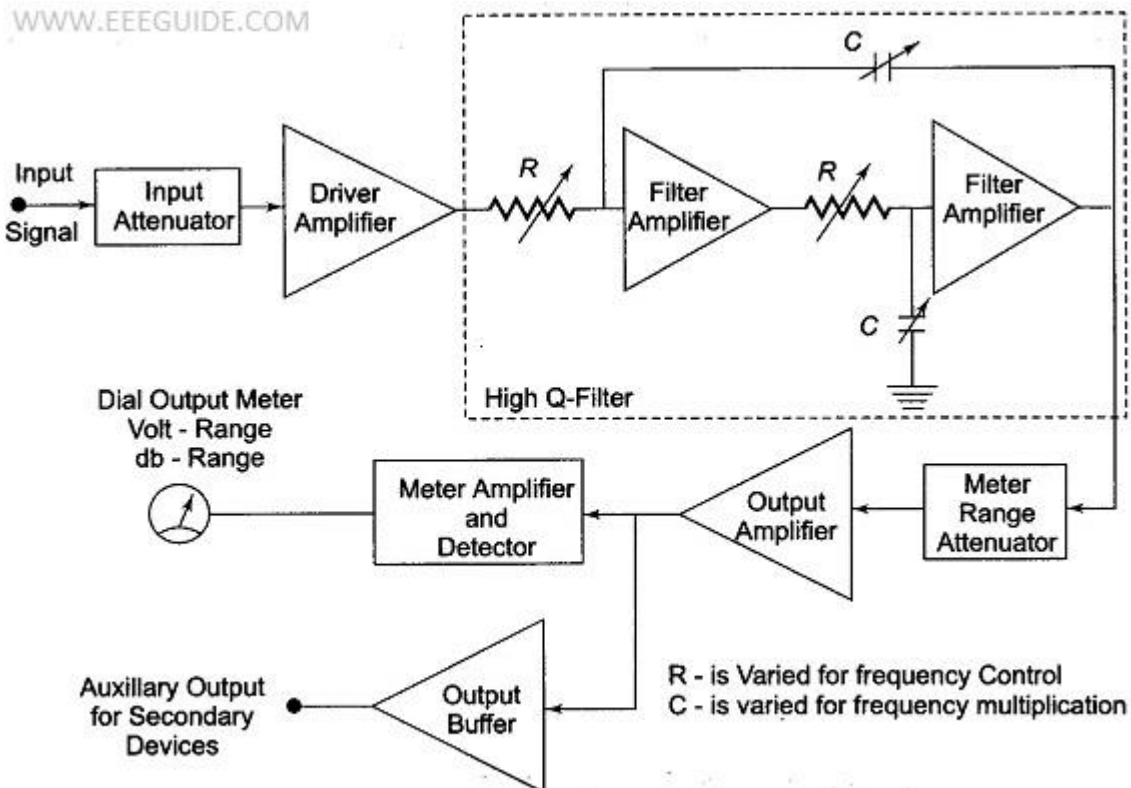 WWW.EEEGUIDE.COM
C
Input
Signal
Input
Attenuator
Driver
Amplifier
R
Filter
Amplifier
R
Filter
Amplifier
C
High Q-Filter
Dial Output Meter
Volt - Range
db - Range
Meter Amplifier
and
Detector
Output
Amplifier
Meter
Range
Attenuator
Auxillary Output
for Secondary
Devices
Output
Buffer
R - is Varied for frequency Control
C - is varied for frequency multiplication